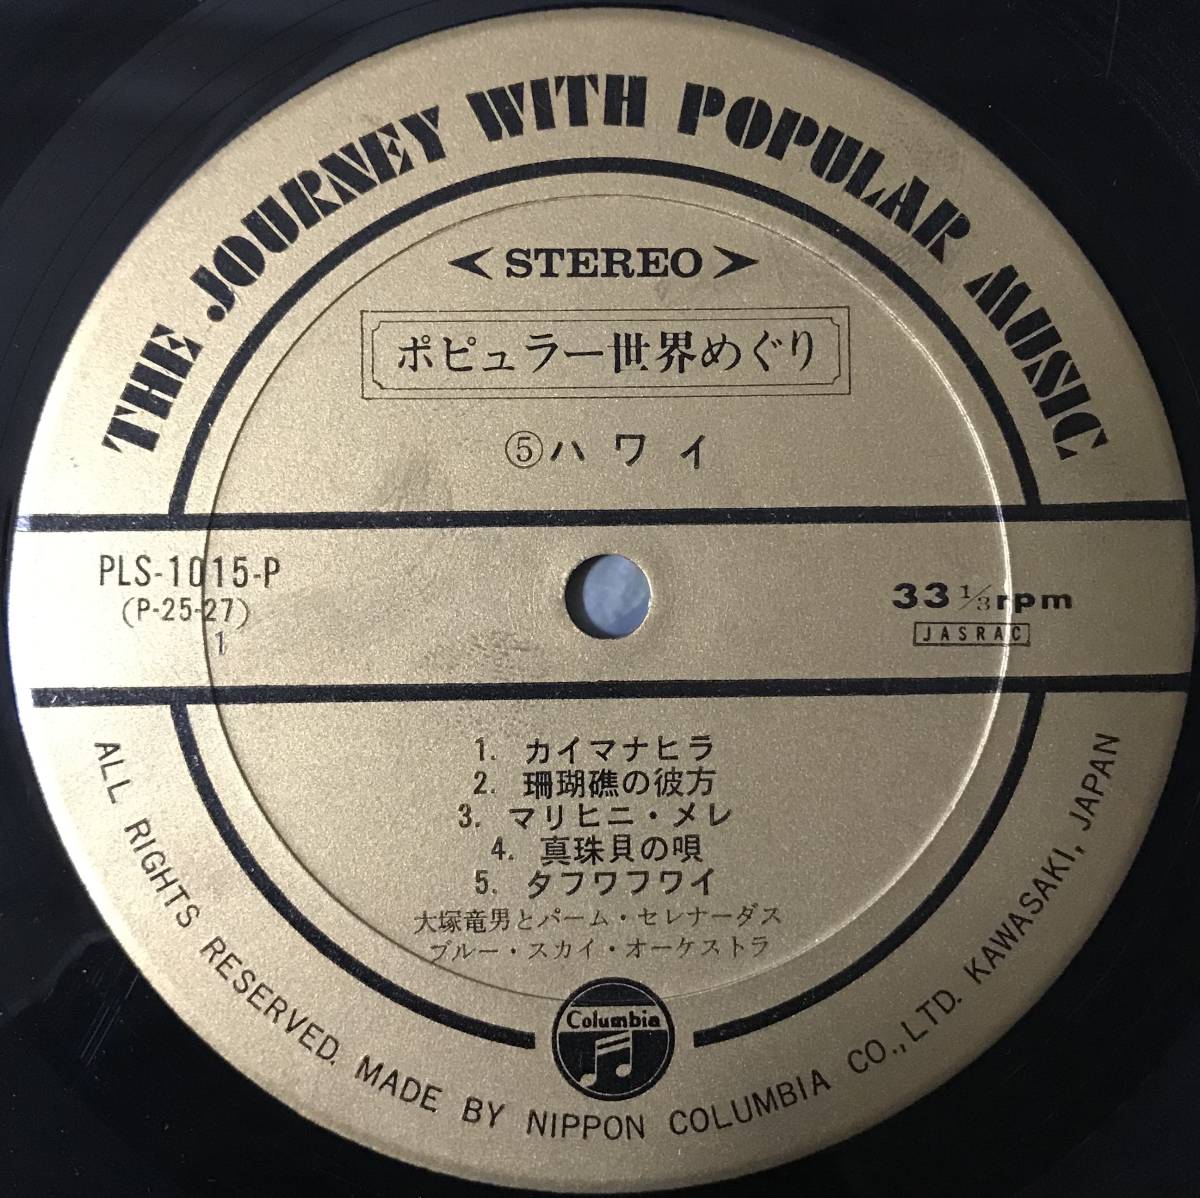 THE JOURNEY WITH POPULAR MUSIC
< STEREO >
ポピュラー世界めぐり
⑤ハワイ
PLS-1015-P
(P-25-27)
1
33 1/3 rpm
JASRAC
1. カイマナヒラ
2. 珊瑚礁の彼方
3. マリヒニ・メレ
4. 真珠貝の唄
5. タフワフワイ
大塚竜男とパーム・セレナーダス
ブルー・スカイ・オーケストラ
Columbia
ALL RIGHTS RESERVED. MADE BY NIPPON COLUMBIA CO., LTD. KAWASAKI, JAPAN